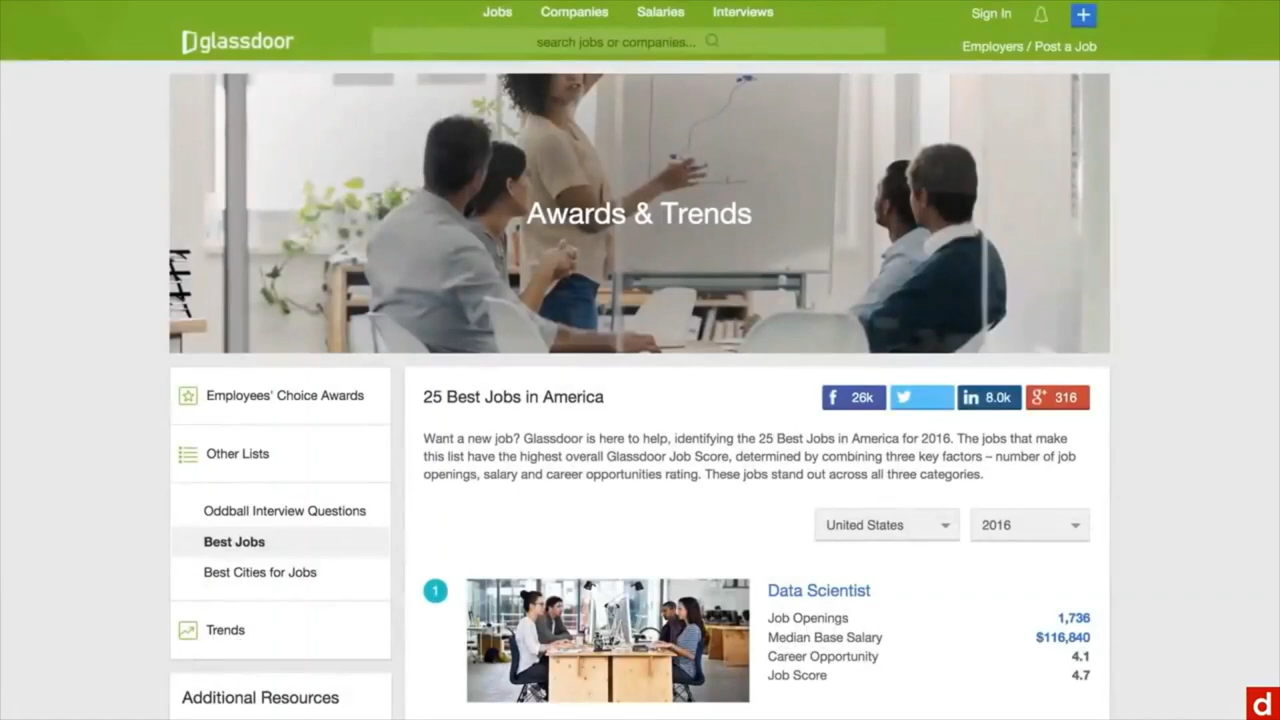 Jobs Companies Salaries Interviews
Sign In
+
glassdoor
search jobs or companies...
Employers / Post a Job
Awards & Trends
Employees' Choice Awards
Other Lists
Oddball Interview Questions
Best Jobs
Best Cities for Jobs
Trends
Additional Resources
25 Best Jobs in America
f 26k
in 8.0k
g+ 316
Want a new job? Glassdoor is here to help, identifying the 25 Best Jobs in America for 2016. The jobs that make
this list have the highest overall Glassdoor Job Score, determined by combining three key factors – number of job
openings, salary and career opportunities rating. These jobs stand out across all three categories.
United States
2016
1
Data Scientist
Job Openings 1,736
Median Base Salary $116,840
Career Opportunity 4.1
Job Score 4.7
d